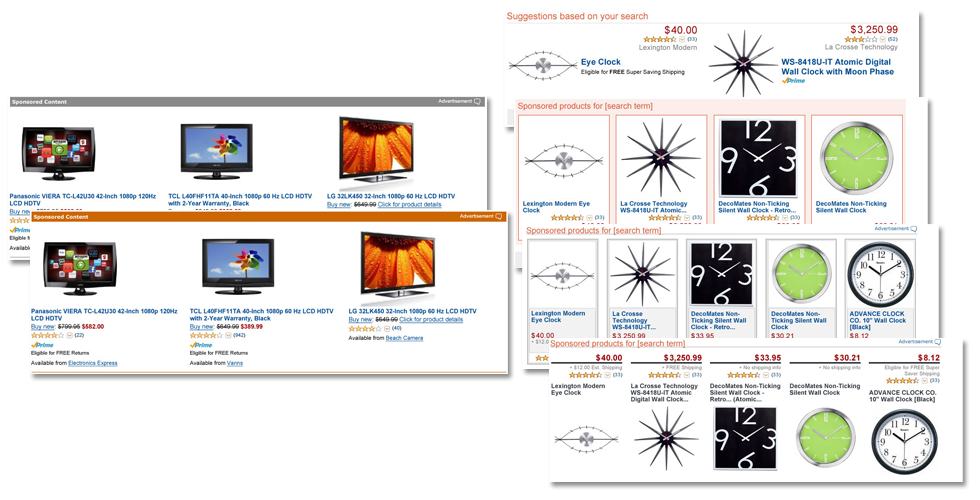 Sponsored Content
Advertisement
Panasonic VIERA TC-L42U30 42-Inch 1080p 120Hz LCD HDTV
TCL L40FHF11TA 40-Inch 1080p 60 Hz LCD HDTV with 2-Year Warranty, Black
LG 32LK450 32-Inch 1080p 60 Hz LCD HDTV
Buy new: $649.99 Click for product details
Buy new
Prime
Eligible fo
Available
Sponsored Content
Advertisement
Panasonic VIERA TC-L42U30 42-Inch 1080p 120Hz
LCD HDTV
Buy new: $799.95 $582.00
(22)
Prime
Eligible for FREE Returns
Available from Electronics Express
TCL L40FHF11TA 40-Inch 1080p 60 Hz LCD HDTV
with 2-Year Warranty, Black
Buy new: $649.99 $389.99
(942)
Prime
Eligible for FREE Returns
Available from Vanns
LG 32LK450 32-Inch 1080p 60 Hz LCD HDTV
Buy new: $649.99 Click for product details
(40)
Available from Beach Camera
Suggestions based on your search
$40.00
(33)
Lexington Modern
Eye Clock
Eligible for FREE Super Saving Shipping
$3,250.99
(52)
La Crosse Technology
WS-8418U-IT Atomic Digital
Wall Clock with Moon Phase
Prime
Sponsored products for [search term]
Lexington Modern Eye
Clock
(33)
La Crosse Technology
WS-8418U-IT Atomic...
(33)
DecoMates Non-Ticking
Silent Wall Clock - Retro...
(33)
DecoMates Non-Ticking
Silent Wall Clock
Sponsored products for [search term]
Advertisement
Lexington Modern
Eye Clock
$40.00
+ $12.0
La Crosse
Technology
WS-8418U-IT...
$3,250.99
DecoMates Non-
Ticking Silent Wall
Clock - Retro...
$33.95
DecoMates Non-
Ticking Silent Wall
Clock
$30.21
ADVANCE CLOCK
CO. 10" Wall Clock
[Black]
$8.12
Sponsored products for [search term]
Advertisement
$40.00
+ $12.00 Est. Shipping
(33)
Lexington Modern
Eye Clock
$3,250.99
+ FREE Shipping
(33)
La Crosse Technology
WS-8418U-IT Atomic
Digital Wall Clock...
$33.95
+ No shipping info
(33)
DecoMates Non-Ticking
Silent Wall Clock -
Retro... (Atomic...
$30.21
+ No shipping info
DecoMates Non-Ticking
Silent Wall Clock
$8.12
Eligible for FREE Super
Saver Shipping
(33)
ADVANCE CLOCK CO.
10" Wall Clock [Black]